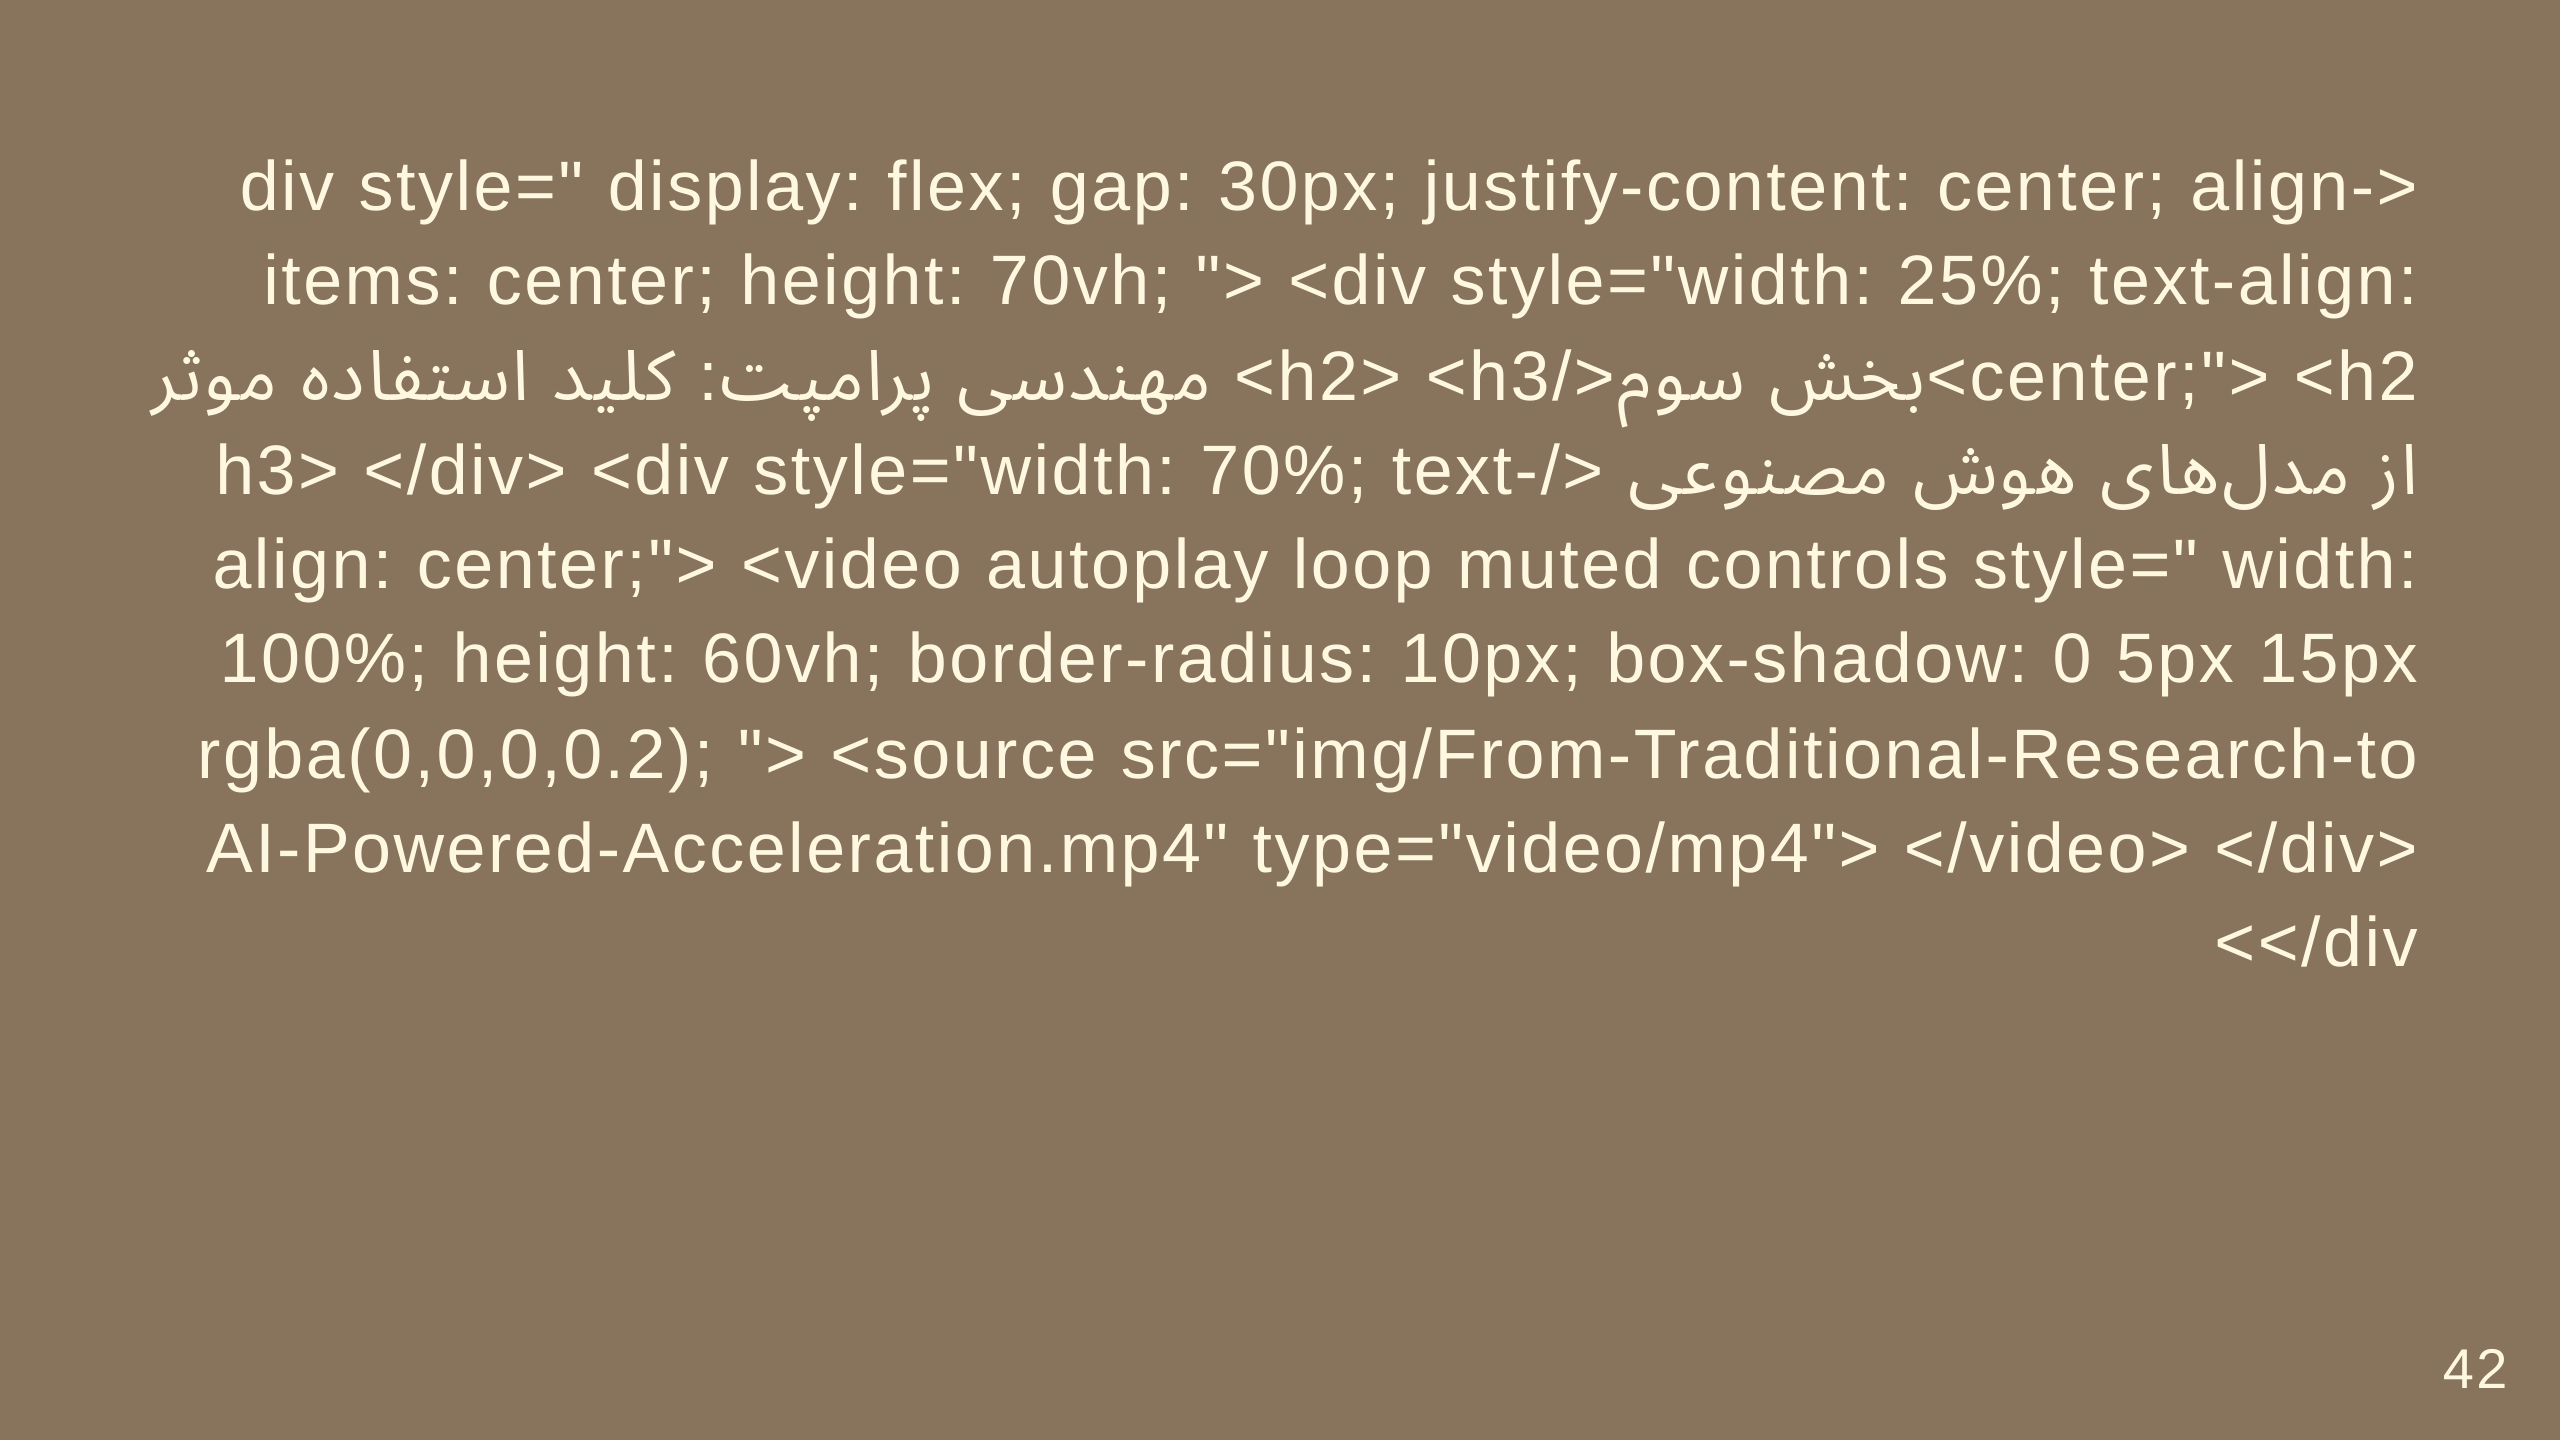 <div style=" display: flex; gap: 30px; justify-content: center; align-
items: center; height: 70vh; "> <div style="width: 25%; text-align:
center;"> <h2>بخش سوم</h2> <h3> مهندسی پرامپت: کلید استفاده موثر
از مدل‌های هوش مصنوعی </h3> </div> <div style="width: 70%; text-
align: center;"> <video autoplay loop muted controls style=" width:
100%; height: 60vh; border-radius: 10px; box-shadow: 0 5px 15px
rgba(0,0,0,0.2); "> <source src="img/From-Traditional-Research-to
AI-Powered-Acceleration.mp4" type="video/mp4"> </video> </div>
</div>>
42